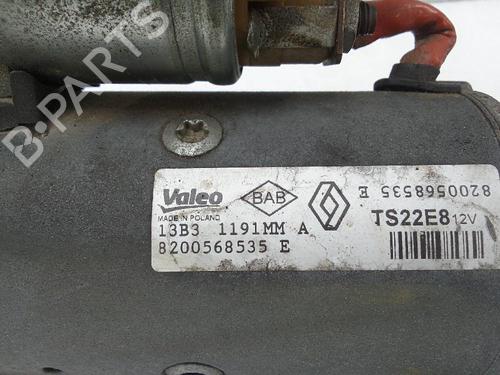 B-PARTS
Valeo
MADE IN POLAND
BAB
TS22E8 12V
8200568535 E
13B3 1191MM A
8200568535 E